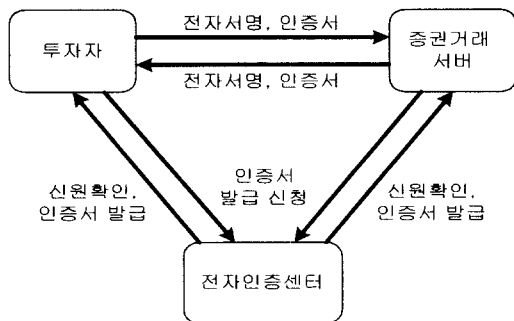 전자서명, 인증서
투자자
증권거래
서버
전자서명, 인증서
신원확인,
인증서 발급
인증서
발급 신청
신원확인,
인증서 발급
전자인증센터